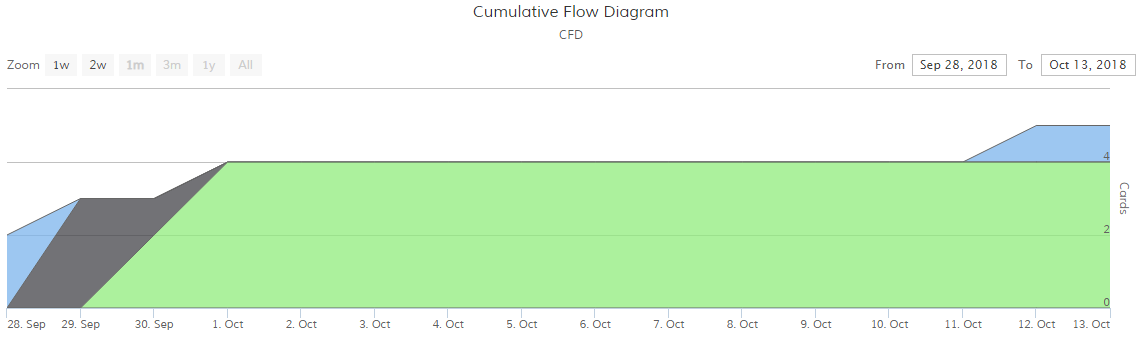 Cumulative Flow Diagram
CFD
Zoom 1w 2w 1m 3m 1y All From Sep 28, 2018 To Oct 13, 2018
4
Cards
2
0
28. Sep 29. Sep 30. Sep 1. Oct 2. Oct 3. Oct 4. Oct 5. Oct 6. Oct 7. Oct 8. Oct 9. Oct 10. Oct 11. Oct 12. Oct 13. Oct